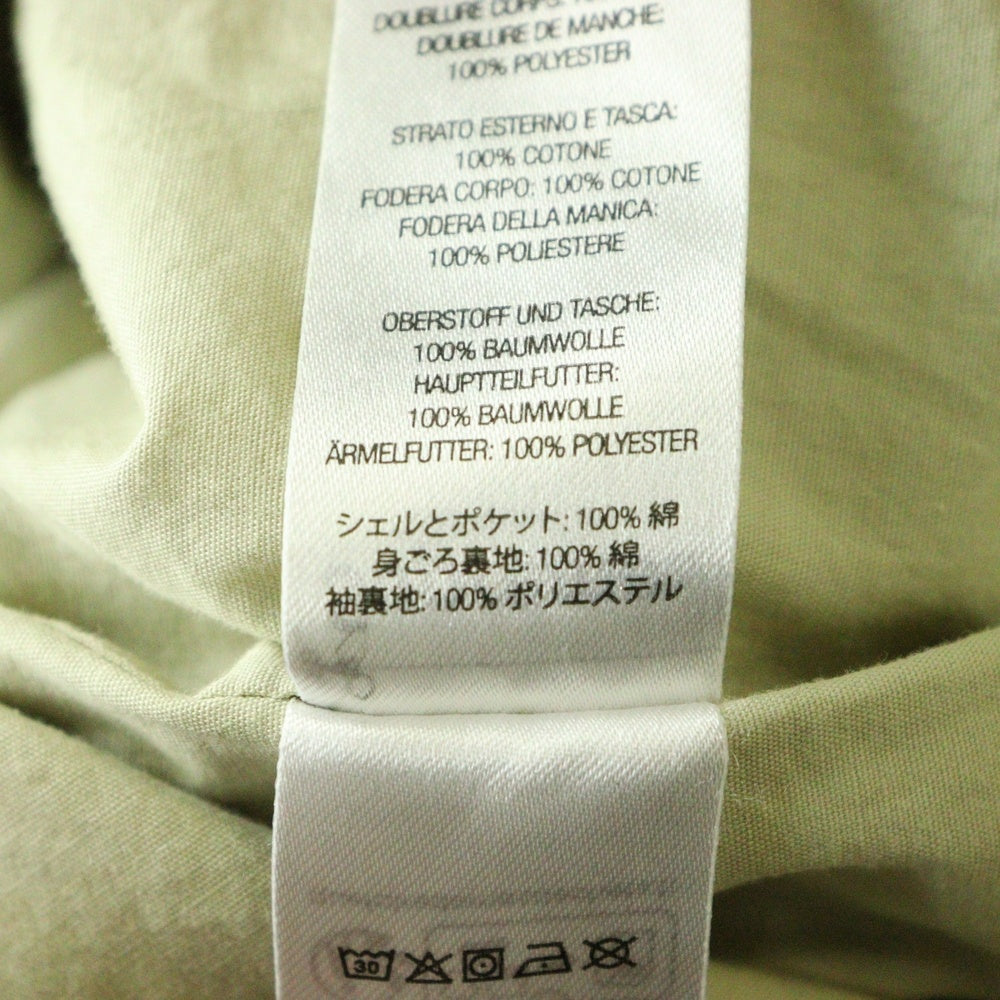 DOUBLURE CORPS: 
DOUBLURE DE MANCHE:
100% POLYESTER
STRATO ESTERNO E TASCA:
100% COTONE
FODERA CORPO: 100% COTONE
FODERA DELLA MANICA:
100% POLIESTERE
OBERSTOFF UND TASCHE:
100% BAUMWOLLE
HAUPTTEILFUTTER:
100% BAUMWOLLE
ÄRMELFUTTER: 100% POLYESTER
シェルとポケット: 100% 綿
身ごろ裏地: 100% 綿
袖裏地: 100% ポリエステル
30